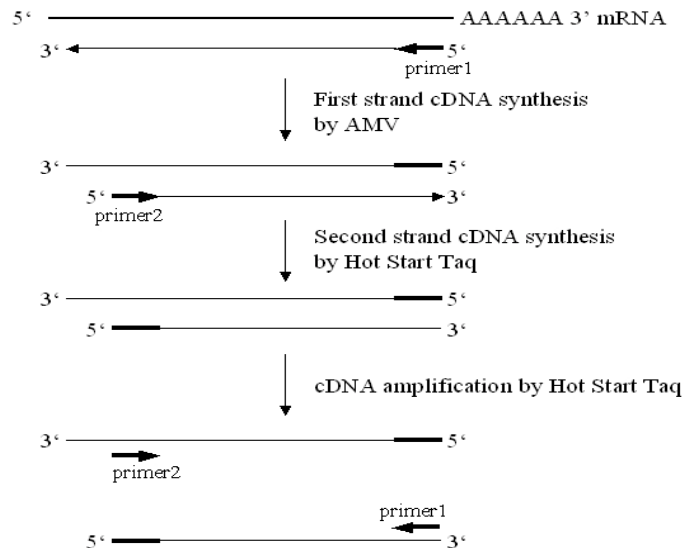 5‘ AAAAAA 3’ mRNA
3‘ 5‘
primer1
First strand cDNA synthesis
by AMV
3‘ 5‘
5‘ 3‘
primer2
Second strand cDNA synthesis
by Hot Start Taq
3‘ 5‘
5‘ 3‘
cDNA amplification by Hot Start Taq
3‘ 5‘
primer2
primer1
5‘ 3‘